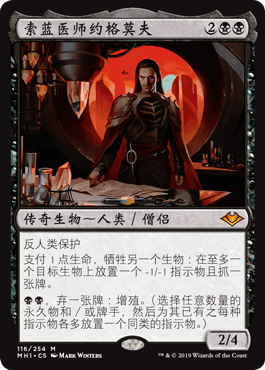 索蓝医师约格莫夫 2
传奇生物～人类／僧侣
反人类保护
支付1点生命，牺牲另一个生物：在至多一
个目标生物上放置一个-1/-1指示物且抓一
牌。
，弃一张牌：增殖。（选择任意数量的
永久物和／或牌手，然后为其已有之每种
指示物各多放置一个同类的指示物。）
2/4
116/254 M
MH1 • CS MARK WINTERS
™ & © 2019 Wizards of the Coast